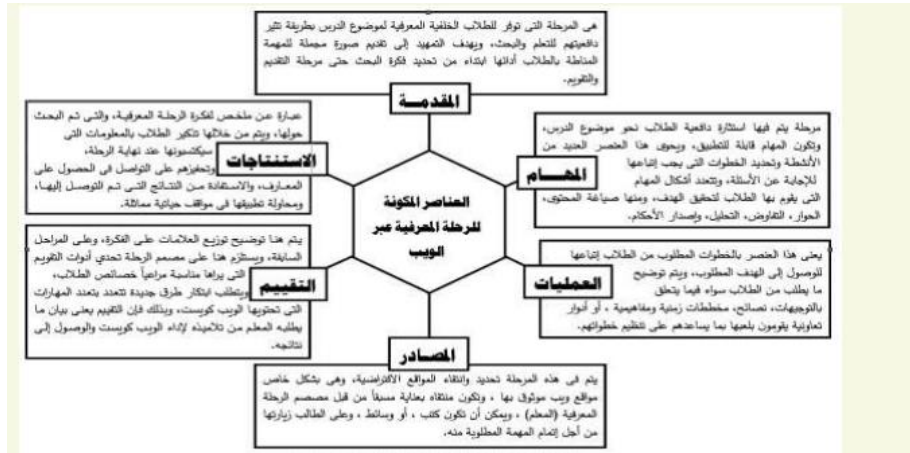 هى المرحلة التى توفر للطلاب الخلفية المعرفية لموضوع الدرس بطريقة تثير
دافعيتهم للتعلم والبحث، ويهدف التمهيد إلى تقديم صورة مجملة للمهمة
المناطة بالطلاب أدائها ابتداء من تحديد فكرة البحث حتى مرحلة التقديم
والتقويم.
المقدمــة
مرحلة يتم فيها استثارة دافعية الطلاب نحو موضوع الدرس،
وتكون المهام قابلة للتطبيق، ويحوى هذا العنصر العديد من
الأنشطة وتحديد الخطوات التى يجب إتباعها
للإجابة عن الأسئلة، وتتعدد أشكال المهام
التى يقوم بها الطلاب لتحقيق الهدف، ومنها صياغة المحتوى،
الحوار، التفاوض، التحليل، وإصدار الأحكام.
المهــام
يعنى هذا العنصر بالخطوات المطلوب من الطلاب إتباعها
للوصول إلى الهدف المطلوب، ويتم توضيح
ما يطلب من الطلاب سواء فيما يتعلق
بالتوجيهات، نصائح، مخططات زمنية ومفاهيمية ، أو أدوار
تعاونية يقومون بلعبها بما يساعدهم على تنظيم خطواتهم.
العمليات
المصــادر
يتم فى هذه المرحلة تحديد وانتقاء المواقع الافتراضية، وهى بشكل خاص
مواقع ويب موثوق بها ، وتكون منتقاه بعناية مسبقاً من قبل مصمم الرحلة
المعرفية (المعلم) ، ويمكن أن تكون كتب ، أو وسائط ، وعلى الطالب زيارتها
من أجل إتمام المهمة المطلوبة منه.
يتم هنا توضيح توزيع العلامات على الفكرة، وعلى المراحل
السابقة، ويستلزم هنا على مصمم الرحلة تحدي أدوات التقويم
التى يراها مناسبة مراعياً خصائص الطلاب،
ويتطلب ابتكار طرق جديدة تتعدد بتعدد المهارات
التى تحتويها الويب كويست، وبذلك فإن التقييم يعنى بيان ما
يطلبه المعلم من تلاميذه لإداء الويب كويست والوصول إلى
نتائجه.
التقييم
عبارة عن ملخص لفكرة الرحلة المعرفية، والتى تم البحث
حولها، ويتم من خلالها تذكير الطلاب بالمعلومات التى
سيكتسبونها عند نهاية الرحلة،
وتحفيزهم على التواصل فى الحصول على
المعارف، والاستفادة من النتائج التى تم التوصل إليها،
ومحاولة تطبيقها فى مواقف حياتية مماثلة.
الاستنتاجات
العناصر المكونة
للرحلة المعرفية عبر
الويب